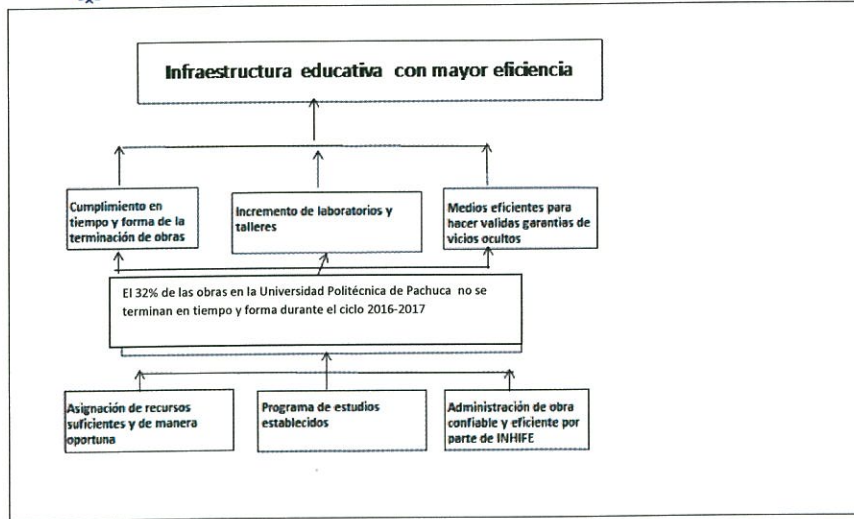 Infraestructura educativa con mayor eficiencia
Cumplimiento en
tiempo y forma de la
terminación de obras
Incremento de laboratorios y
talleres
Medios eficientes para
hacer validas garantias de
vicios ocultos
El 32% de las obras en la Universidad Politécnica de Pachuca no se
terminan en tiempo y forma durante el ciclo 2016-2017
Asignación de recursos
suficientes y de manera
oportuna
Programa de estudios
establecidos
Administración de obra
confiable y eficiente por
parte de INHIFE